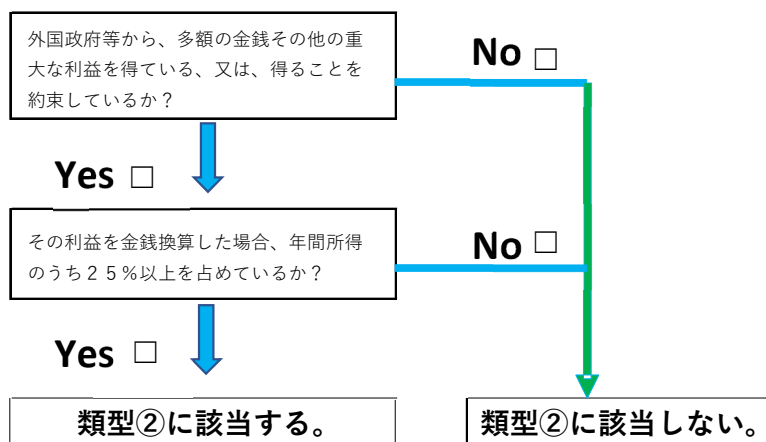 外国政府等から、多額の金銭その他の重
大な利益を得ている、又は、得ることを
約束しているか？
No □
Yes □
その利益を金銭換算した場合、年間所得
のうち２５%以上を占めているか？
No □
Yes □
類型②に該当する。
類型②に該当しない。